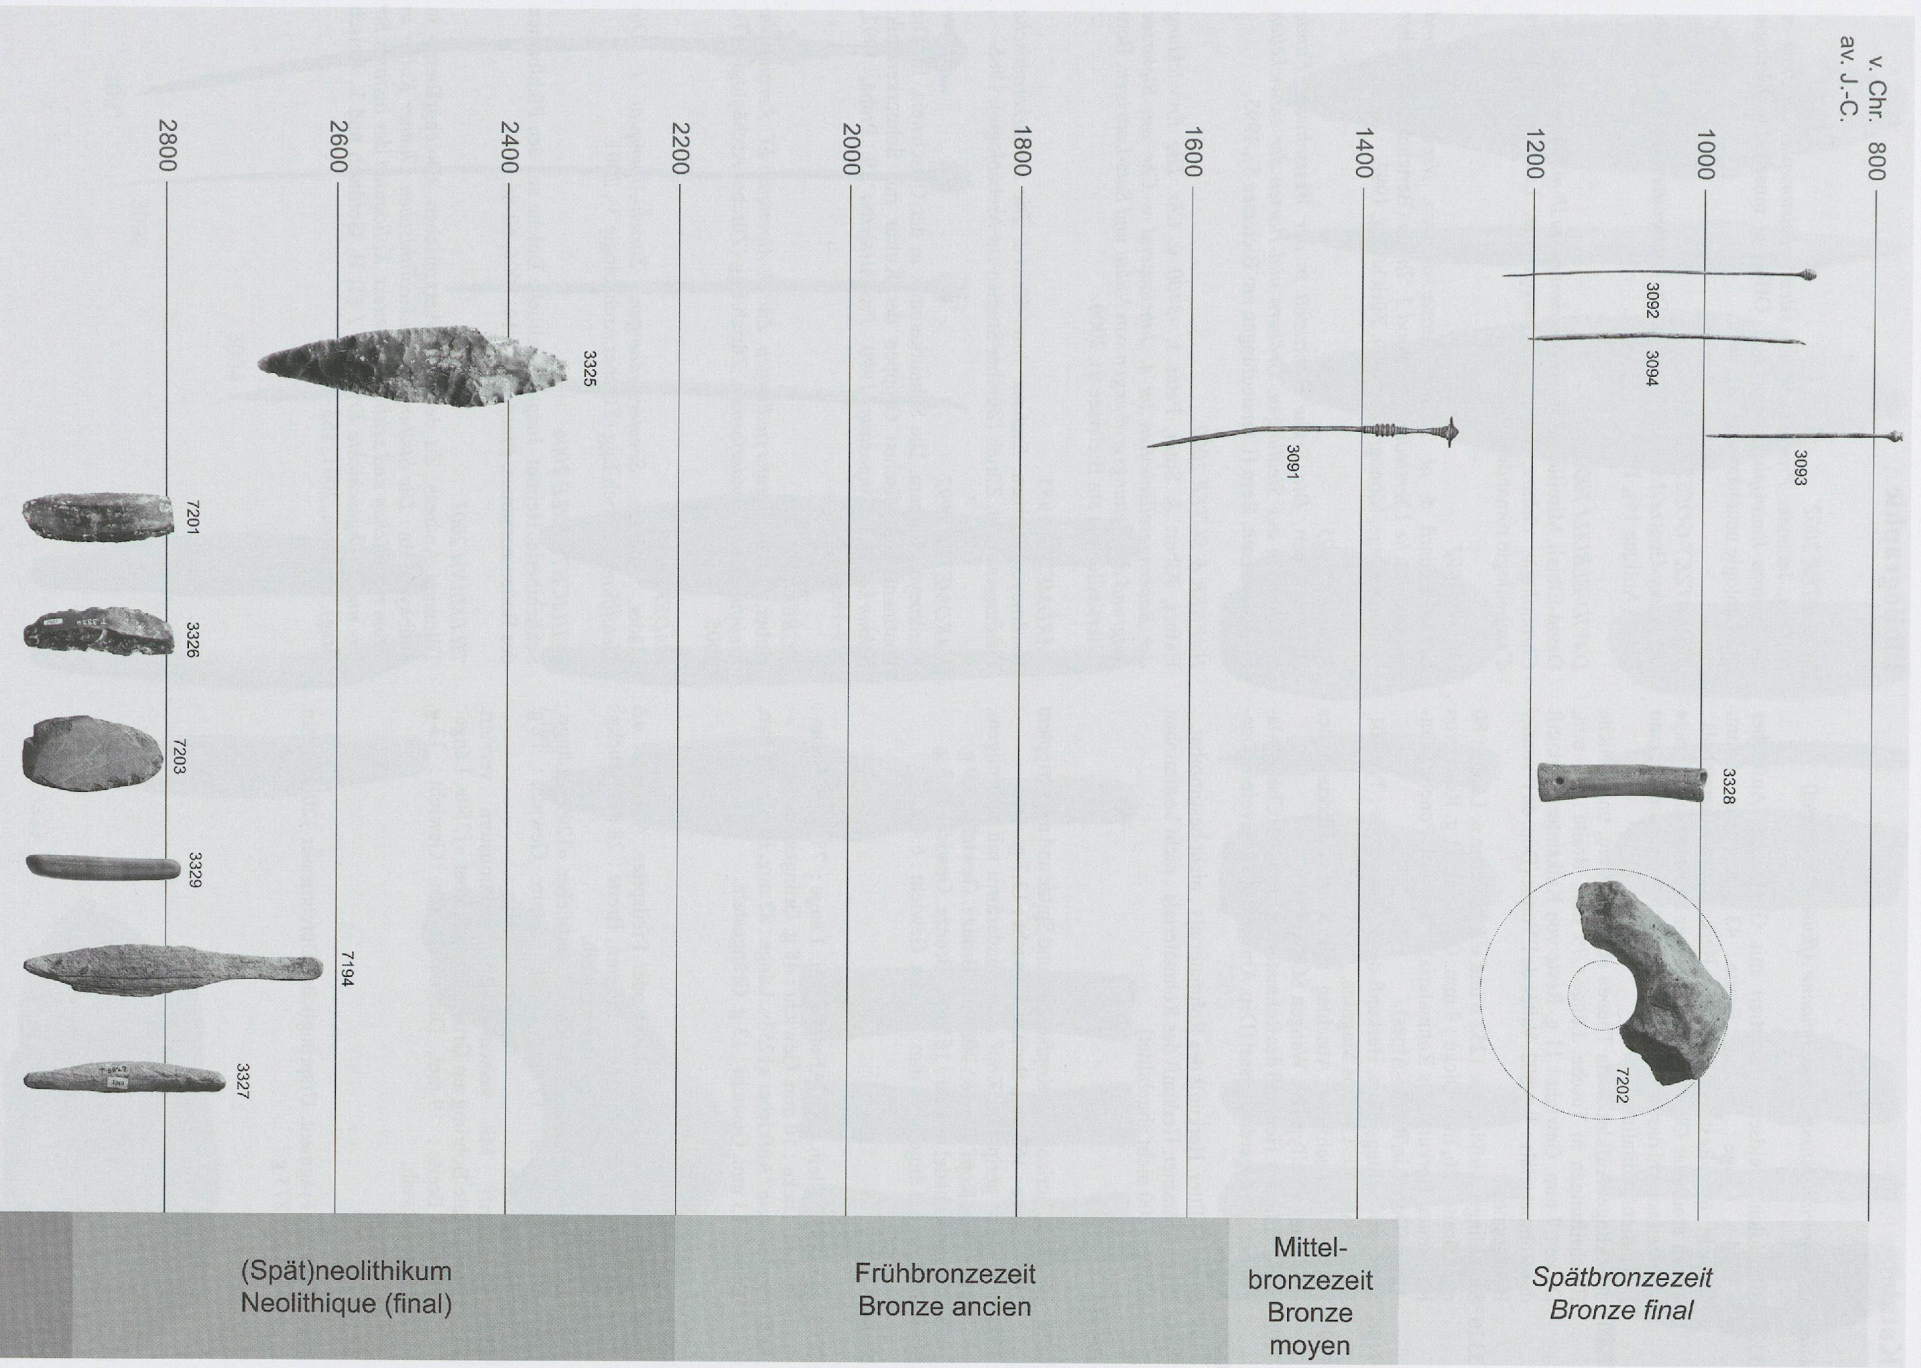 v. Chr.
av. J.-C.
800
1000
1200
1400
1600
1800
2000
2200
2400
2600
2800
3092
3094
3093
3091
3325
7201
3326
7203
3329
7194
3327
3328
7202
(Spät)neolithikum
Neolithique (final)
Frühbronzezeit
Bronze ancien
Mittel-
bronzezeit
Bronze
moyen
Spätbronzezeit
Bronze final